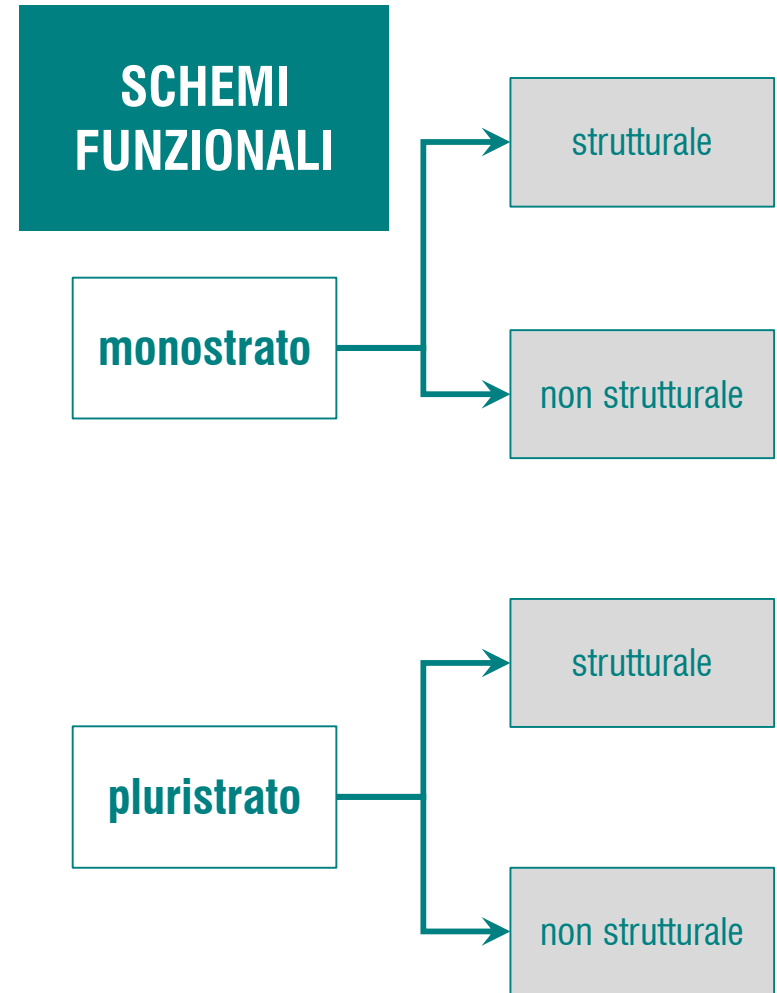 SCHEMI
FUNZIONALI
monostrato
strutturale
non strutturale
pluristrato
strutturale
non strutturale